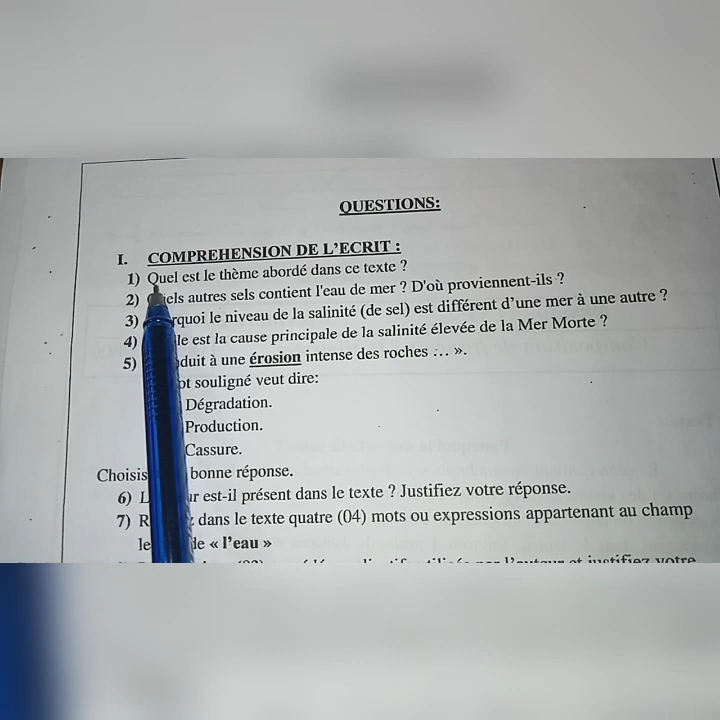 QUESTIONS:
I. COMPREHENSION DE L'ECRIT :
1) Quel est le thème abordé dans ce texte ?
2) Quels autres sels contient l'eau de mer ? D'où proviennent-ils ?
3) rquoi le niveau de la salinité (de sel) est différent d'une mer à une autre ?
4) le est la cause principale de la salinité élevée de la Mer Morte ?
5) duit à une érosion intense des roches ... ».
ot souligné veut dire:
Dégradation.
Production.
Cassure.
Choisis bonne réponse.
6) L r est-il présent dans le texte ? Justifiez votre réponse.
7) R dans le texte quatre (04) mots ou expressions appartenant au champ
le de « l'eau »
et justifiez votre